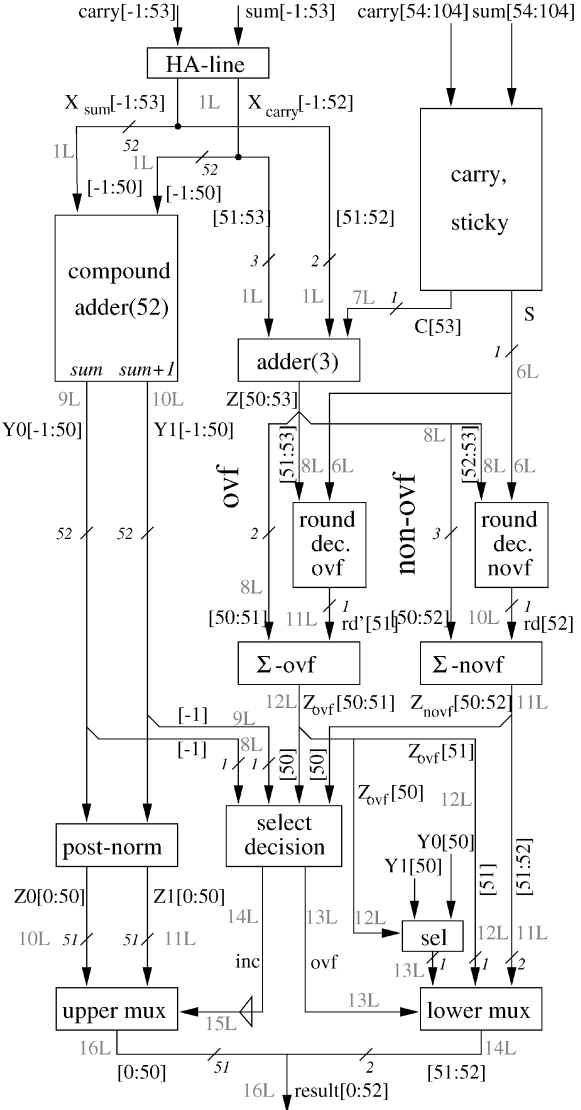 carry[-1:53] sum[-1:53] carry[54:104] sum[54:104]
HA-line
X sum[-1:53] 1L X carry[-1:52]
1L 52 1L 52
[-1:50] [-1:50]
carry,
sticky
[51:53] [51:52]
compound
adder(52)
3 2
1L 1L 7L 1
C[53] S
sum sum+1
adder(3)
1
6L
9L 10L
Z[50:53]
Y0[-1:50] Y1[-1:50]
8L
ovf
[51:53]
8L 6L
non-ovf
[52:53]
8L 6L
52 52
2
round
dec.
ovf
3
round
dec.
novf
8L
[50:51] 11L 1 rd'[51] [50:52] 10L 1 rd[52]
Σ-ovf Σ-novf
12L Zovf[50:51] Znovf[50:52] 11L
[-1] 9L
[-1] 8L
1 1 [50] [50]
Zovf[51]
Zovf[50] 12L
post-norm
select
decision
Y0[50]
Y1[50]
[51] [51:52]
Z0[0:50] Z1[0:50]
14L 13L 12L
sel
12L 11L
10L 51 51 11L
inc ovf
13L 1 1 2
upper mux 15L 13L lower mux
16L 14L
[0:50] 51 2 [51:52]
16L result[0:52]